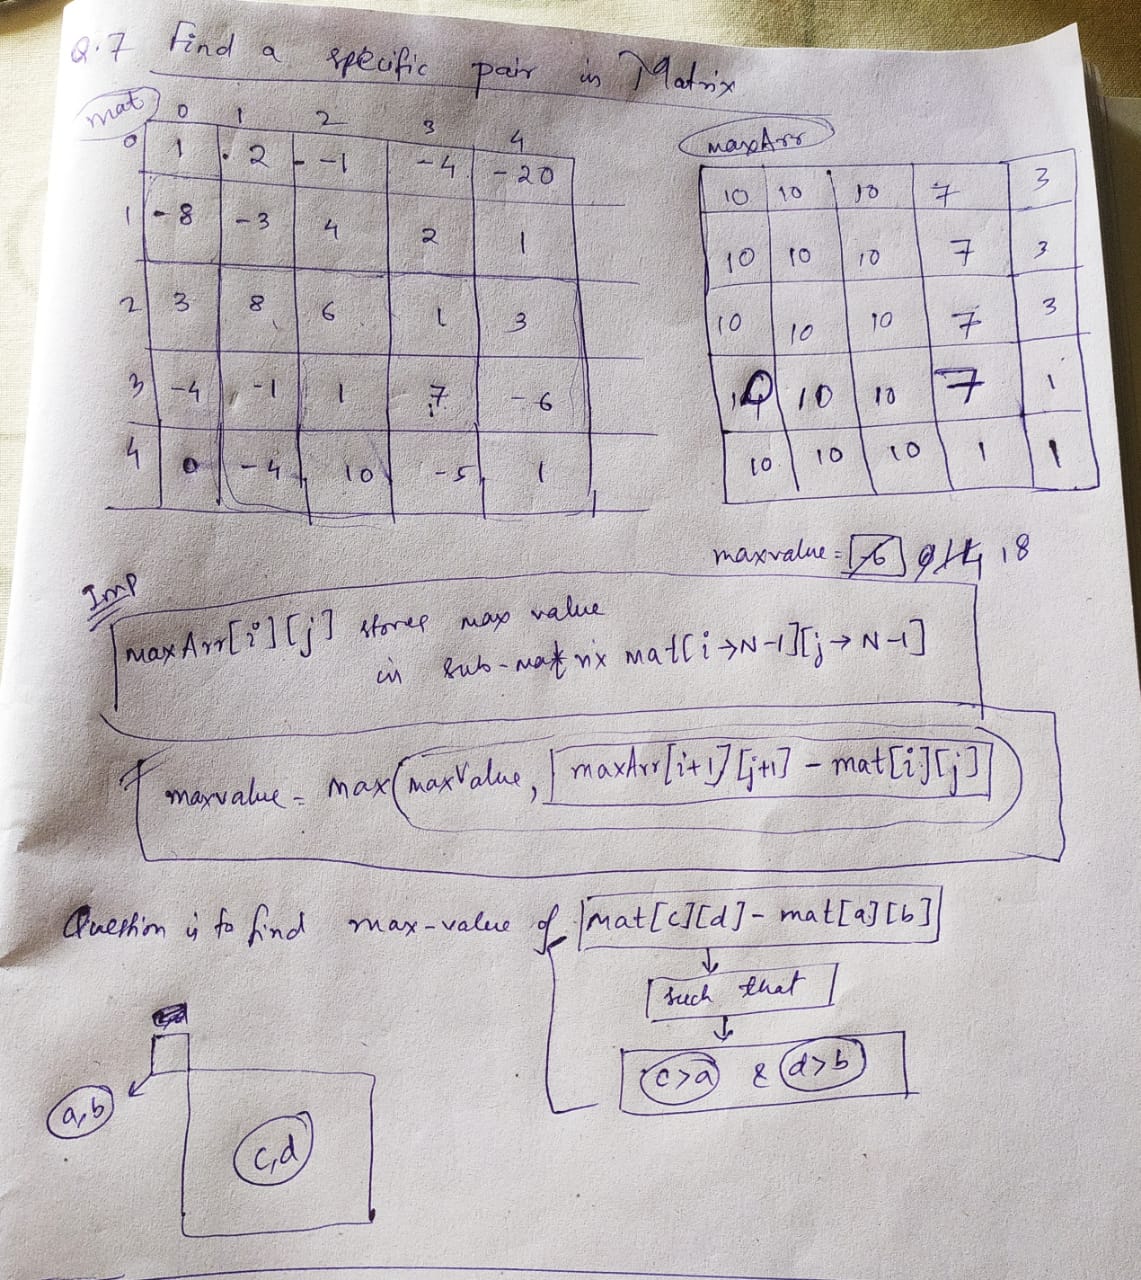 Q.7 Find a specific pair in Matrix
mat
0 1 2 3 4
0 1 2 -1 -4 -20
1 -8 -3 4 2 1
2 3 8 6 1 3
3 -4 -1 1 7 -6
4 0 -4 10 -5 1
maxArr
10 10 10 7 3
10 10 10 7 3
10 10 10 7 3
10 10 10 7 1
10 10 10 1 1
maxvalue = 18
Imp
maxArr[i][j] stores max value
in sub-matrix mat[i→N-1][j→N-1]
maxvalue = max(maxValue, maxArr[i+1][j+1] - mat[i][j])
Question is to find max-value of mat[c][d] - mat[a][b]
↓
such that
↓
c>a & d>b
a,b
c,d